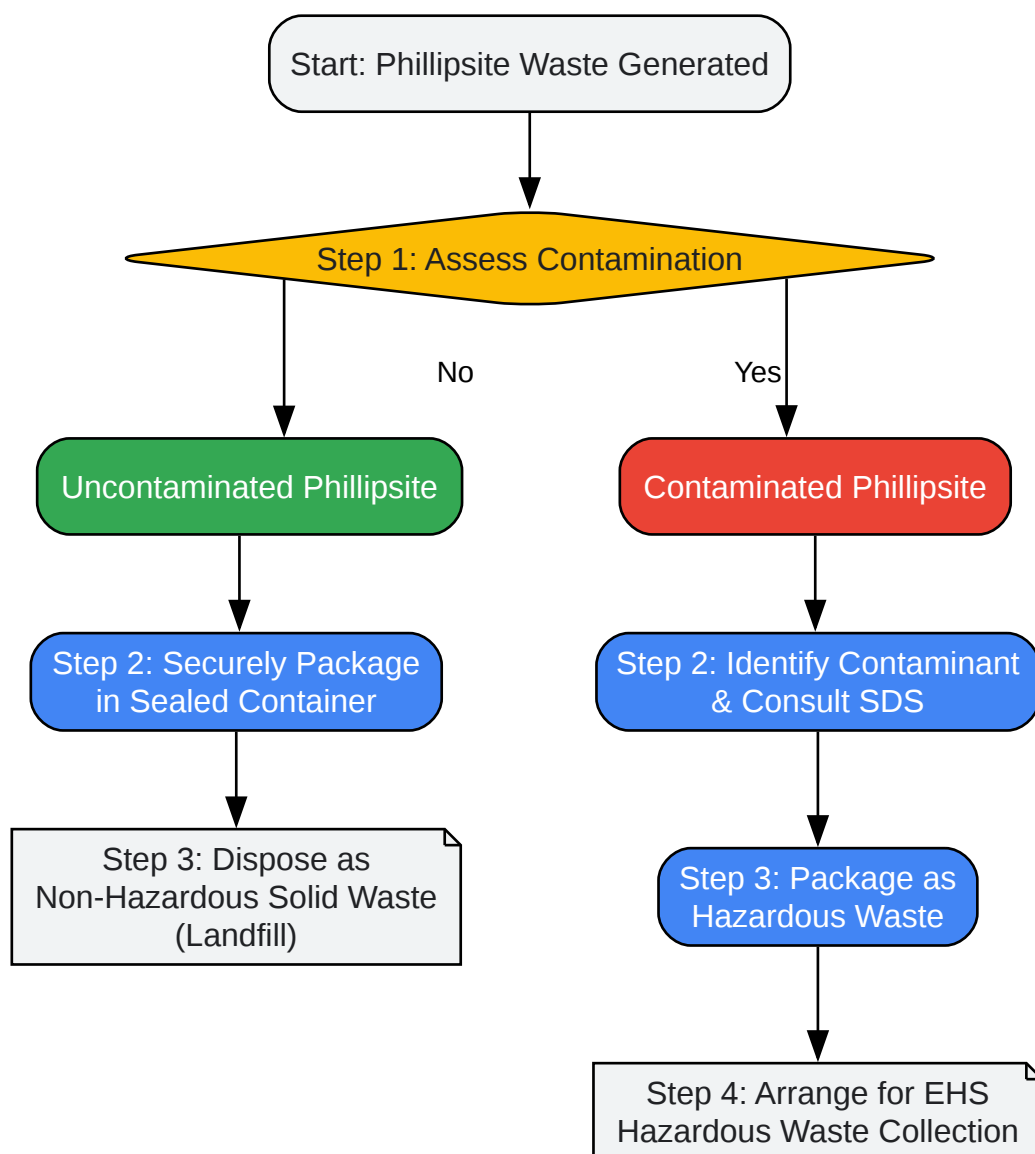 Start: Phillipsite Waste Generated
Step 1: Assess Contamination
No
Yes
Uncontaminated Phillipsite
Contaminated Phillipsite
Step 2: Securely Package
in Sealed Container
Step 2: Identify Contaminant
& Consult SDS
Step 3: Dispose as
Non-Hazardous Solid Waste
(Landfill)
Step 3: Package as
Hazardous Waste
Step 4: Arrange for EHS
Hazardous Waste Collection